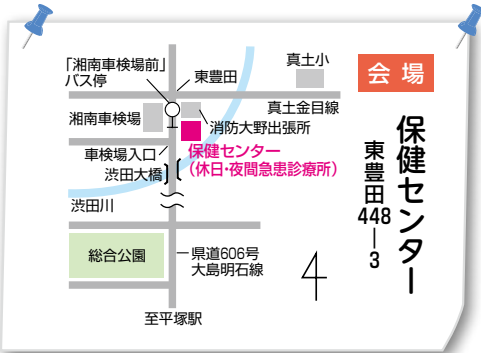 「湘南車検場前」
バス停
東豊田
真土小
湘南車検場
真土金目線
消防大野出張所
保健センター
(休日・夜間急患診療所)
車検場入口
渋田大橋
渋田川
総合公園
県道606号
大島明石線
至平塚駅
会場
保健センター
東豊田448―3